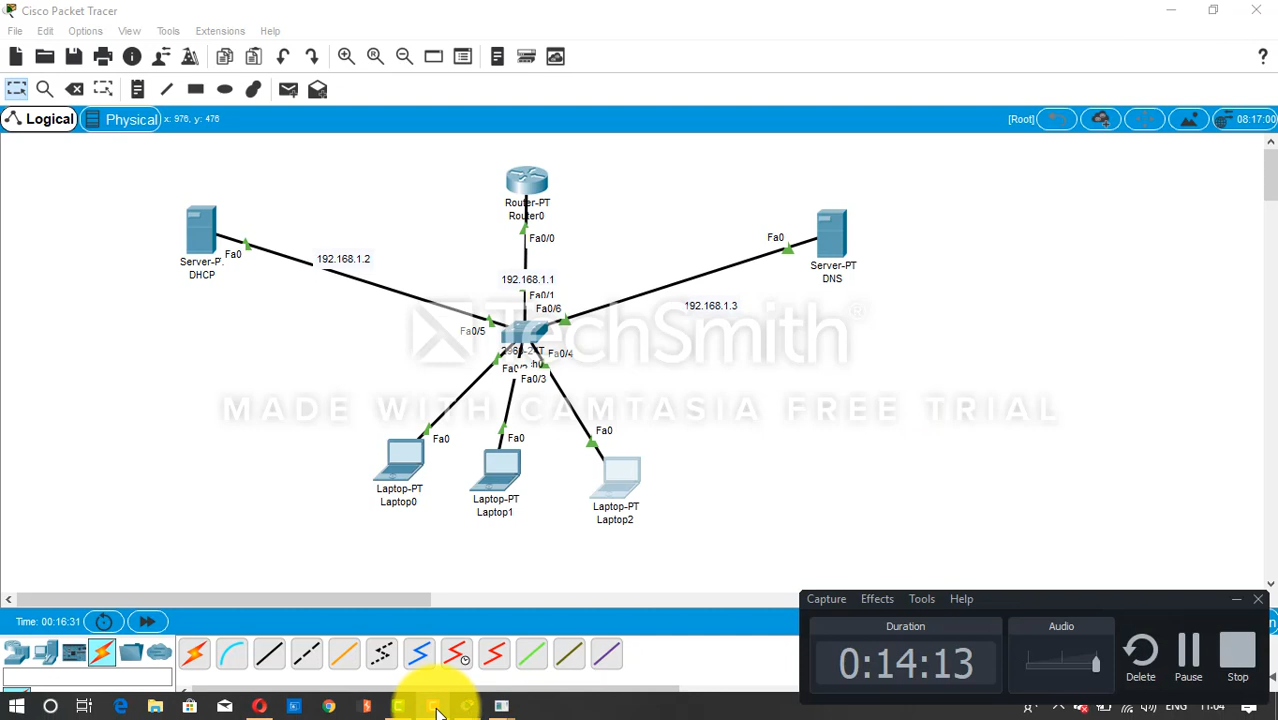 Cisco Packet Tracer
File Edit Options View Tools Extensions Help
Logical Physical x: 976, y: 476 [Root] 08:17:00
Router-PT
Router0
Fa0/0
Fa0
Fa0
Server-PT
DNS
DHCP
192.168.1.2
192.168.1.1
Fa0/1
Fa0/6
192.168.1.3
TechSmith®
MADE WITH CAMTASIA FREE TRIAL
Fa0/5
Fa0/4
Fa0/3
Fa0
Fa0
Fa0
Laptop-PT
Laptop0
Laptop-PT
Laptop1
Laptop-PT
Laptop2
Capture Effects Tools Help
Time: 00:16:31
Duration
0:14:13
Audio
Delete Pause Stop
11:04